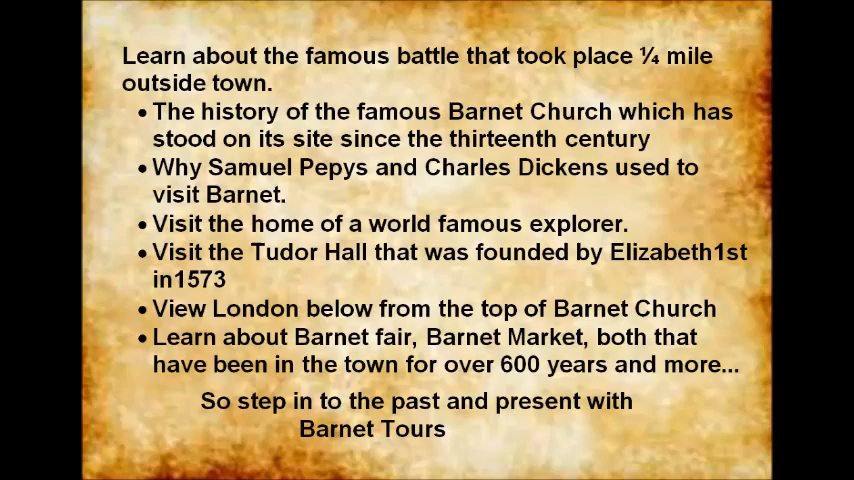 Learn about the famous battle that took place ¼ mile
outside town.
• The history of the famous Barnet Church which has
stood on its site since the thirteenth century
• Why Samuel Pepys and Charles Dickens used to
visit Barnet.
• Visit the home of a world famous explorer.
• Visit the Tudor Hall that was founded by Elizabeth1st
in1573
• View London below from the top of Barnet Church
• Learn about Barnet fair, Barnet Market, both that
have been in the town for over 600 years and more...
So step in to the past and present with
Barnet Tours